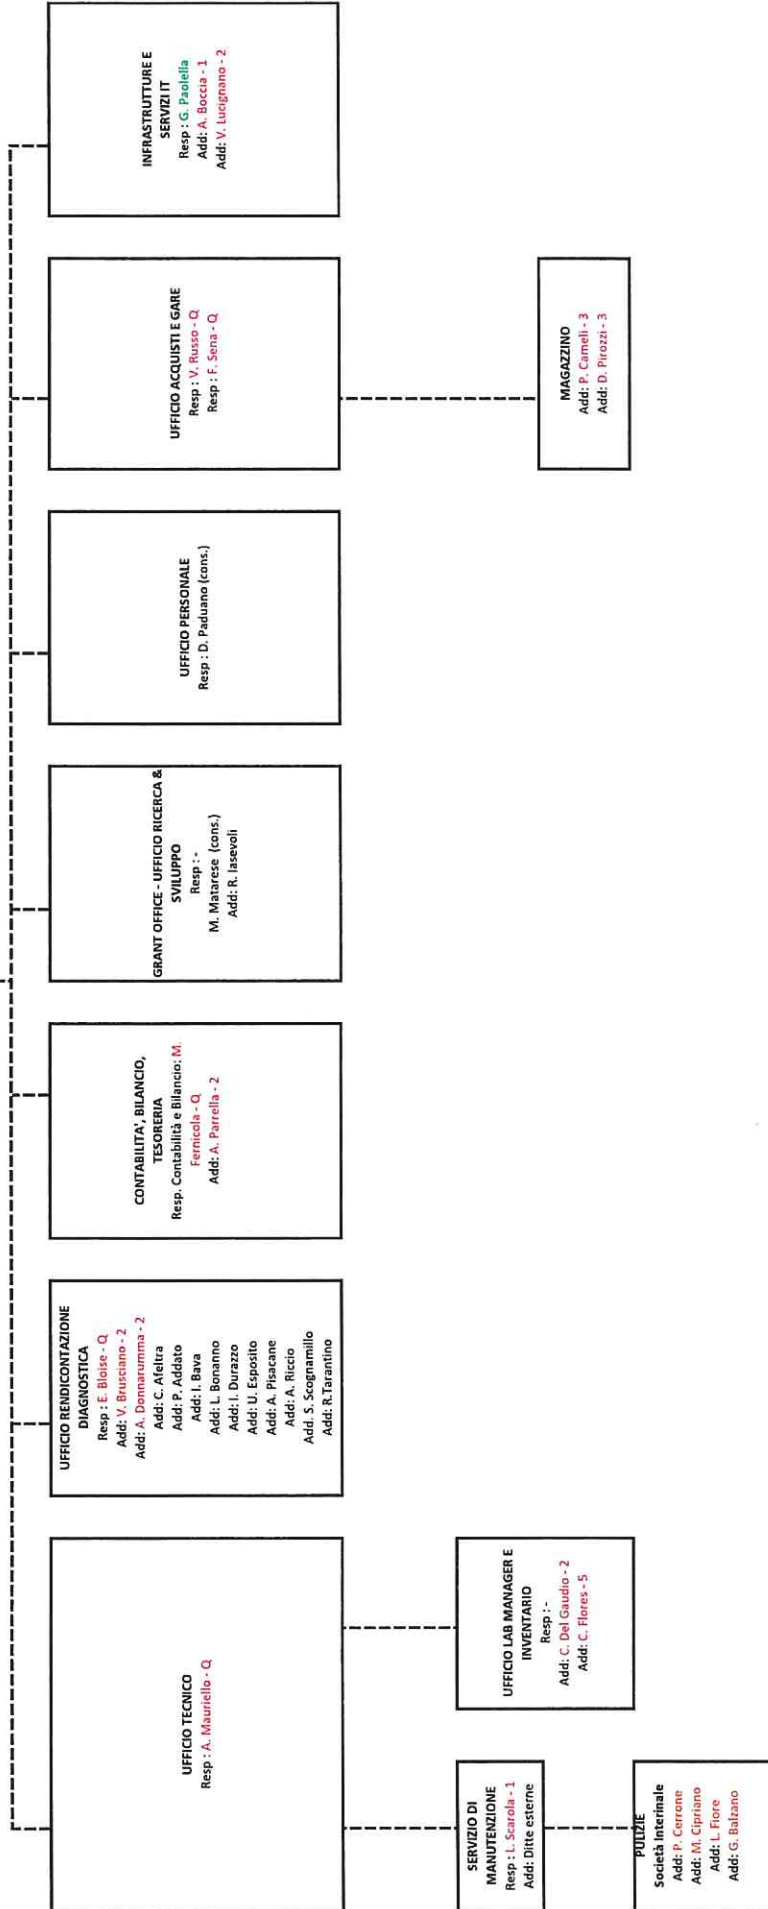 UFFICIO TECNICO
Resp : A. Mauriello - Q
SERVIZIO DI
MANUTENZIONE
Resp : L. Scarola - 1
Add: Ditte esterne
PULIZIE
Società Interinale
Add: P. Cerrone
Add: M. Cipriano
Add: L. Fiore
Add: G. Balzano
UFFICIO LAB MANAGER E
INVENTARIO
Resp : -
Add: C. Del Gaudio - 2
Add: C. Flores - 5
UFFICIO RENDICONTAZIONE
DIAGNOSTICA
Resp : E. Bloise - Q
Add: V. Brusciano - 2
Add: A. Donnarumma - 2
Add: C. Afeltra
Add: P. Addato
Add: I. Bava
Add: L. Bonanno
Add: I. Durazzo
Add: U. Esposito
Add: A. Pisacane
Add: A. Riccio
Add. S. Scognamillo
Add: R.Tarantino
CONTABILITA', BILANCIO,
TESORERIA
Resp. Contabilità e Bilancio: M.
Fernicola - Q
Add: A. Parrella - 2
GRANT OFFICE - UFFICIO RICERCA &
SVILUPPO
Resp : -
M. Matarese (cons.)
Add: R. Iasevoli
UFFICIO PERSONALE
Resp : D. Paduano (cons.)
UFFICIO ACQUISTI E GARE
Resp : V. Russo - Q
Resp : F. Sena - Q
MAGAZZINO
Add: P. Cameli - 3
Add: D. Pirozzi - 3
INFRASTRUTTURE E
SERVIZI IT
Resp : G. Paolella
Add: A. Boccia - 1
Add: V. Lucignano - 2